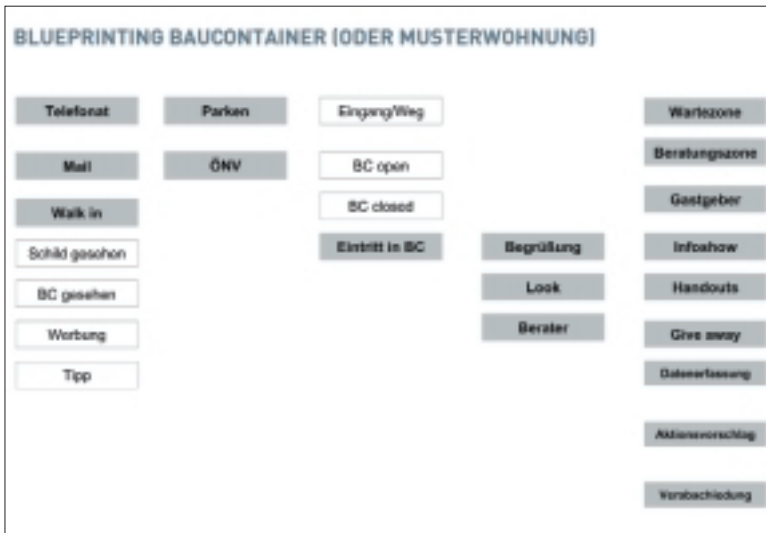 BLUEPRINTING BAUCONTAINER (ODER MUSTERWOHNUNG)
Telefonat
Mail
Walk in
Schild gesehen
BC gesehen
Werbung
Tipp
Parken
ÖNV
Eingang/Weg
BC open
BC closed
Eintritt in BC
Begrüßung
Look
Berater
Wartezone
Beratungszone
Gastgeber
Infoshow
Handouts
Give away
Datenerfassung
Aktionsvorschlag
Verabschiedung